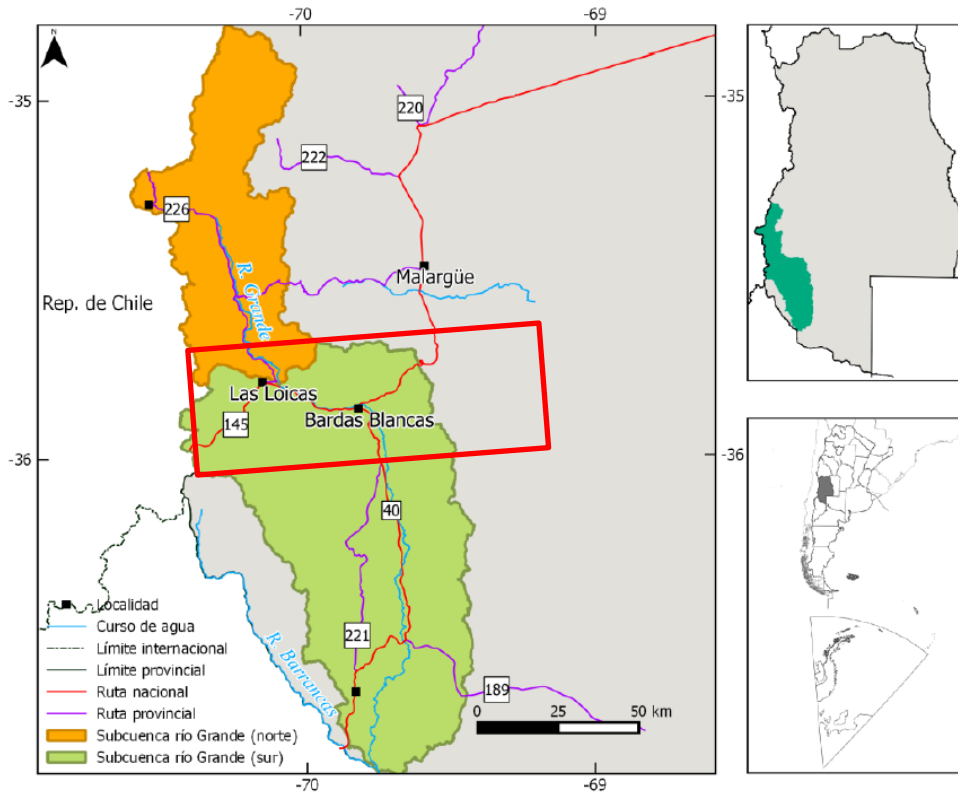 -70
-69
N
-35
-35
220
222
226
Malargüe
R. Grande
Rep. de Chile
Las Loicas
Bardas Blancas
145
-36
-36
40
Localidad
Curso de agua
Límite internacional
Límite provincial
Ruta nacional
Ruta provincial
Subcuenca río Grande (norte)
Subcuenca río Grande (sur)
R. Barrancas
221
189
0 25 50 km
-70
-69